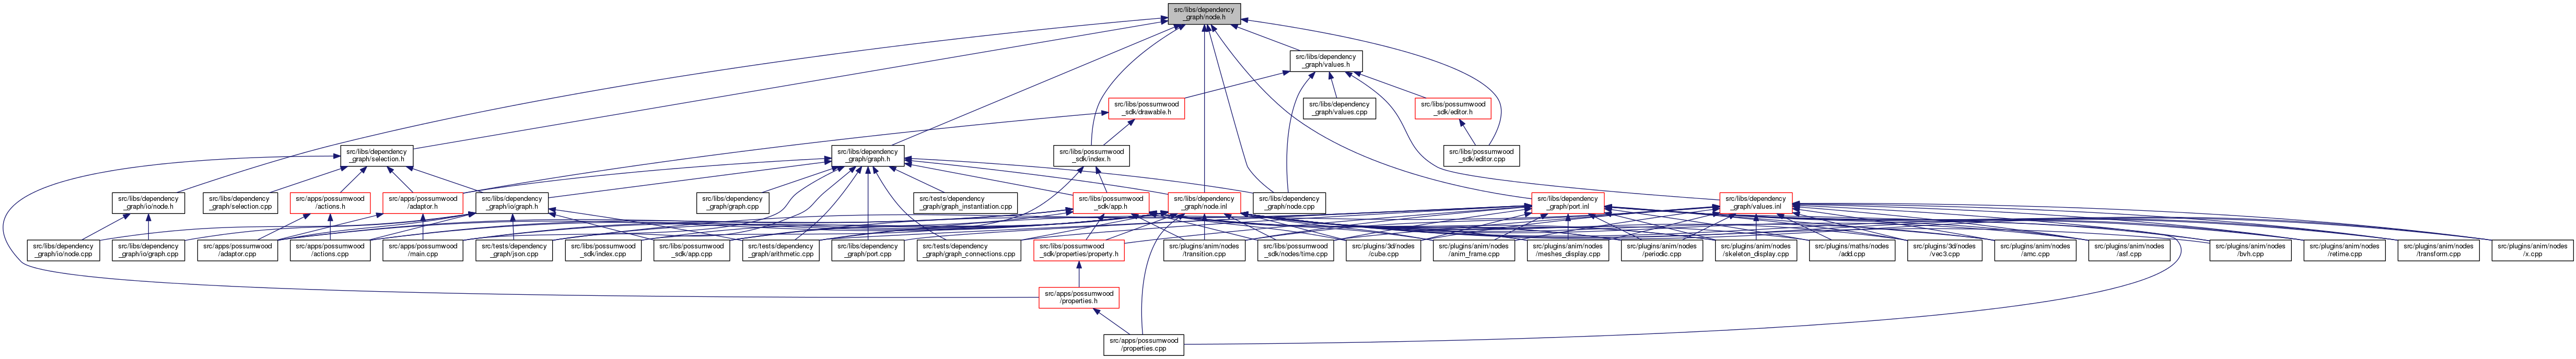 src/libs/dependency
_graph/node.h
src/libs/dependency
_graph/values.h
src/libs/possumwood
_sdk/drawable.h
src/libs/dependency
_graph/values.cpp
src/libs/possumwood
_sdk/editor.h
src/libs/dependency
_graph/selection.h
src/libs/dependency
_graph/graph.h
src/libs/possumwood
_sdk/index.h
src/libs/possumwood
_sdk/editor.cpp
src/libs/dependency
_graph/io/node.h
src/libs/dependency
_graph/selection.cpp
src/apps/possumwood
/actions.h
src/apps/possumwood
/adaptor.h
src/libs/dependency
_graph/io/graph.h
src/libs/dependency
_graph/graph.cpp
src/tests/dependency
_graph/graph_instantiation.cpp
src/libs/possumwood
_sdk/app.h
src/libs/dependency
_graph/node.inl
src/libs/dependency
_graph/node.cpp
src/libs/dependency
_graph/port.inl
src/libs/dependency
_graph/values.inl
src/libs/dependency
_graph/io/node.cpp
src/libs/dependency
_graph/io/graph.cpp
src/apps/possumwood
/adaptor.cpp
src/apps/possumwood
/actions.cpp
src/apps/possumwood
/main.cpp
src/tests/dependency
_graph/json.cpp
src/libs/possumwood
_sdk/index.cpp
src/libs/possumwood
_sdk/app.cpp
src/tests/dependency
_graph/arithmetic.cpp
src/libs/dependency
_graph/port.cpp
src/tests/dependency
_graph/graph_connections.cpp
src/libs/possumwood
_sdk/properties/property.h
src/plugins/anim/nodes
/transition.cpp
src/libs/possumwood
_sdk/nodes/time.cpp
src/plugins/3d/nodes
/cube.cpp
src/plugins/anim/nodes
/anim_frame.cpp
src/plugins/anim/nodes
/meshes_display.cpp
src/plugins/anim/nodes
/periodic.cpp
src/plugins/anim/nodes
/skeleton_display.cpp
src/plugins/maths/nodes
/add.cpp
src/plugins/3d/nodes
/vec3.cpp
src/plugins/anim/nodes
/amc.cpp
src/plugins/anim/nodes
/asf.cpp
src/plugins/anim/nodes
/bvh.cpp
src/plugins/anim/nodes
/retime.cpp
src/plugins/anim/nodes
/transform.cpp
src/plugins/anim/nodes
/x.cpp
src/apps/possumwood
/properties.h
src/apps/possumwood
/properties.cpp